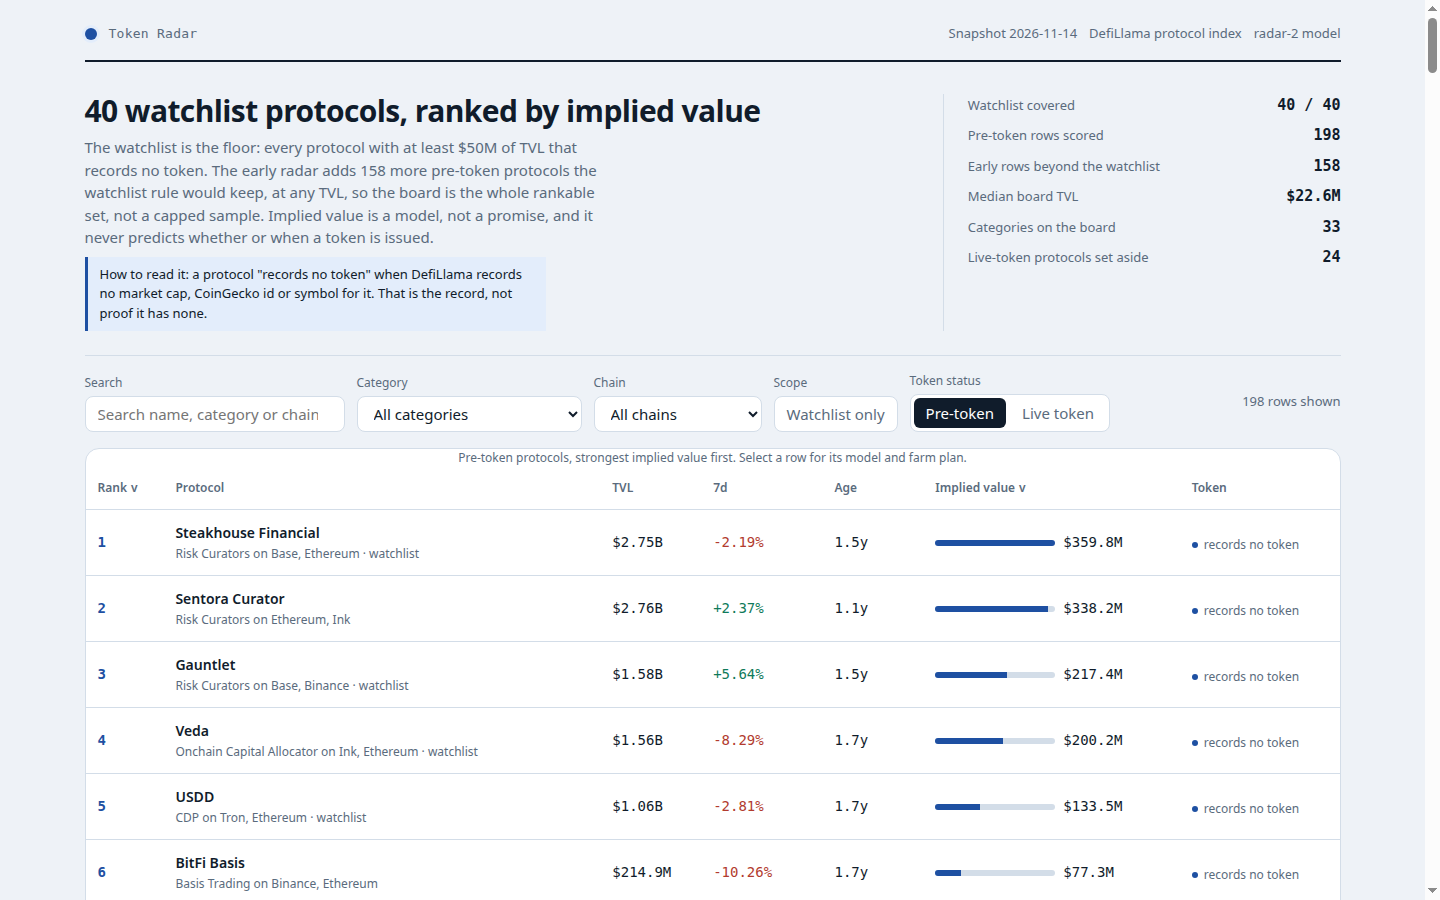 Token Radar
Snapshot 2026-11-14 DefiLlama protocol index radar-2 model
40 watchlist protocols, ranked by implied value
The watchlist is the floor: every protocol with at least $50M of TVL that
records no token. The early radar adds 158 more pre-token protocols the
watchlist rule would keep, at any TVL, so the board is the whole rankable
set, not a capped sample. Implied value is a model, not a promise, and it
never predicts whether or when a token is issued.
How to read it: a protocol "records no token" when DefiLlama records
no market cap, CoinGecko id or symbol for it. That is the record, not
proof it has none.
Watchlist covered 40 / 40
Pre-token rows scored 198
Early rows beyond the watchlist 158
Median board TVL $22.6M
Categories on the board 33
Live-token protocols set aside 24
Search Category Chain Scope Token status
Search name, category or chain All categories All chains Watchlist only Pre-token Live token 198 rows shown
Pre-token protocols, strongest implied value first. Select a row for its model and farm plan.
Rank v Protocol TVL 7d Age Implied value v Token
1 Steakhouse Financial $2.75B -2.19% 1.5y $359.8M records no token
Risk Curators on Base, Ethereum · watchlist
2 Sentora Curator $2.76B +2.37% 1.1y $338.2M records no token
Risk Curators on Ethereum, Ink
3 Gauntlet $1.58B +5.64% 1.5y $217.4M records no token
Risk Curators on Base, Binance · watchlist
4 Veda $1.56B -8.29% 1.7y $200.2M records no token
Onchain Capital Allocator on Ink, Ethereum · watchlist
5 USDD $1.06B -2.81% 1.7y $133.5M records no token
CDP on Tron, Ethereum · watchlist
6 BitFi Basis $214.9M -10.26% 1.7y $77.3M records no token
Basis Trading on Binance, Ethereum